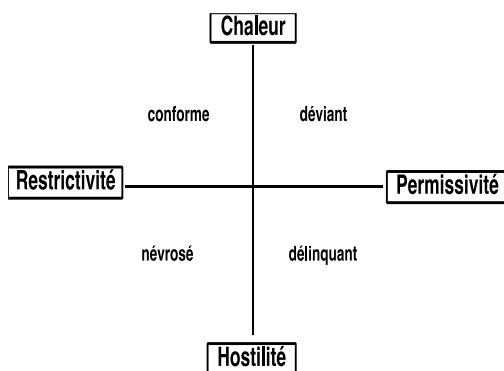 Chaleur
conforme déviant
Restrictivité Permissivité
névrosé délinquant
Hostilité